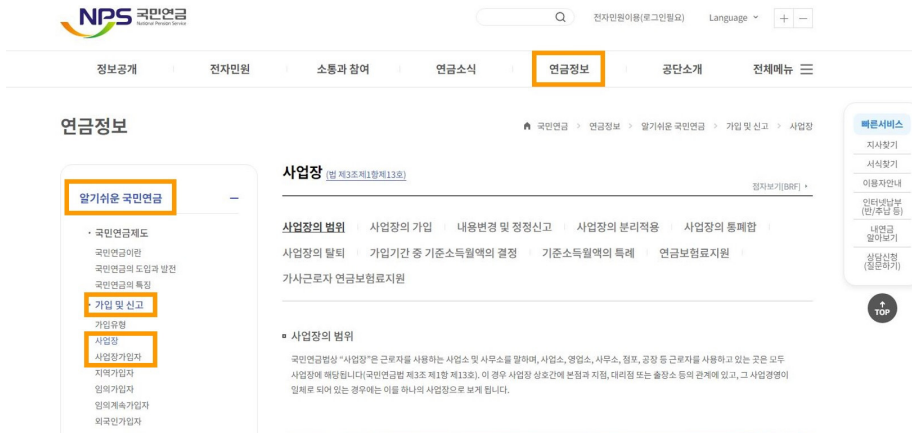 NPS 국민연금
National Pension Service
전자민원이용(로그인필요) Language
정보공개 전자민원 소통과 참여 연금소식 연금정보 공단소개 전체메뉴
연금정보
국민연금 > 연금정보 > 알기쉬운 국민연금 > 가입 및 신고 > 사업장
알기쉬운 국민연금
· 국민연금제도
국민연금이란
국민연금의 도입과 발전
국민연금의 특징
· 가입 및 신고
가입유형
사업장
사업장가입자
지역가입자
임의가입자
임의계속가입자
외국인가입자
사업장 (법 제3조제1항제13호)
점자보기(BRF)
사업장의 범위 사업장의 가입 내용변경 및 정정신고 사업장의 분리적용 사업장의 통폐합
사업장의 탈퇴 가입기간 중 기준소득월액의 결정 기준소득월액의 특례 연금보험료지원
가사근로자 연금보험료지원
사업장의 범위
국민연금법상 “사업장”은 근로자를 사용하는 사업소 및 사무소를 말하며, 사업소, 영업소, 사무소, 점포, 공장 등 근로자를 사용하고 있는 곳은 모두
사업장에 해당됩니다(국민연금법 제3조 제1항 제13호). 이 경우 사업장 상호간에 본점과 지점, 대리점 또는 출장소 등의 관계에 있고, 그 사업경영이
일체로 되어 있는 경우에는 이를 하나의 사업장으로 보게 됩니다.
빠른서비스
지사찾기
서식찾기
이용자안내
인터넷납부
(반/추납 등)
내연금
알아보기
상담신청
(질문하기)
TOP